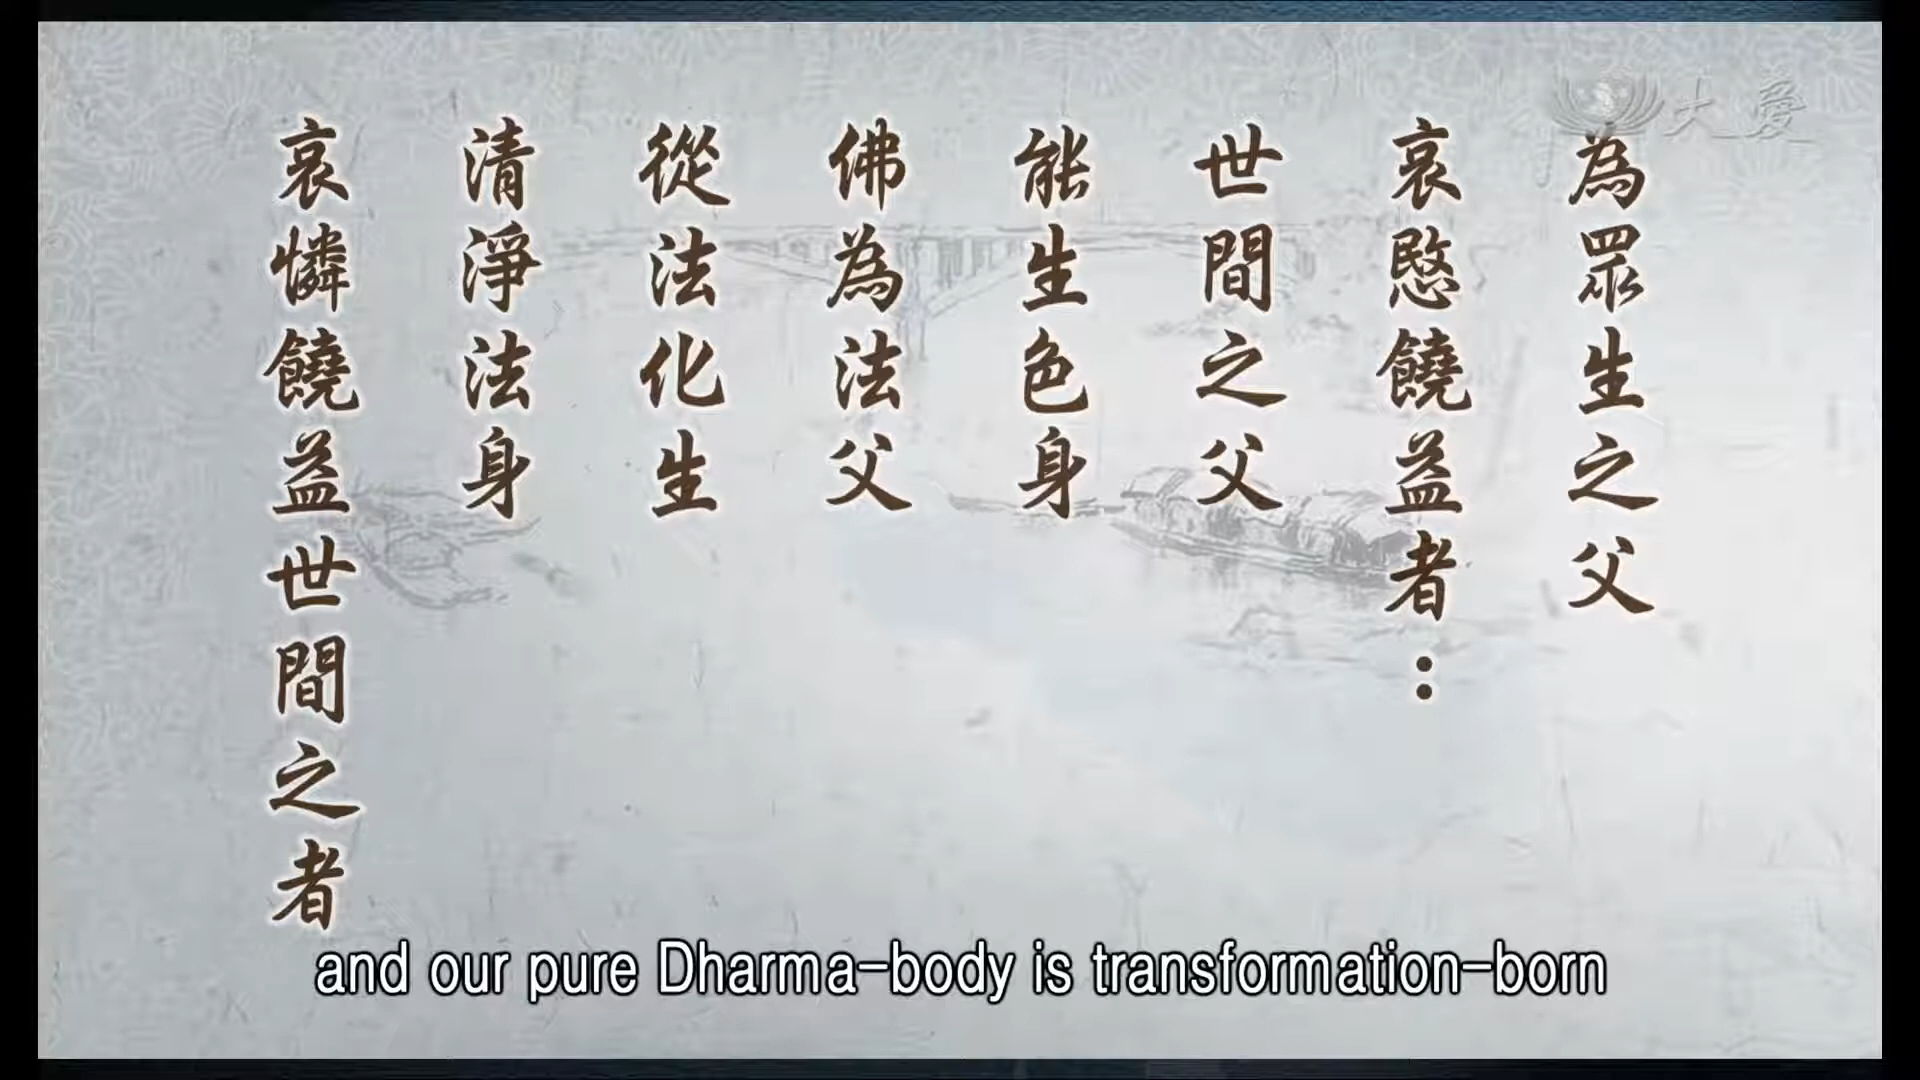 為眾生之父
哀愍饒益者：
世間之父
能生色身
佛為法父
從法化生
清淨法身
哀憐饒益世間之者
大愛
and our pure Dharma-body is transformation-born